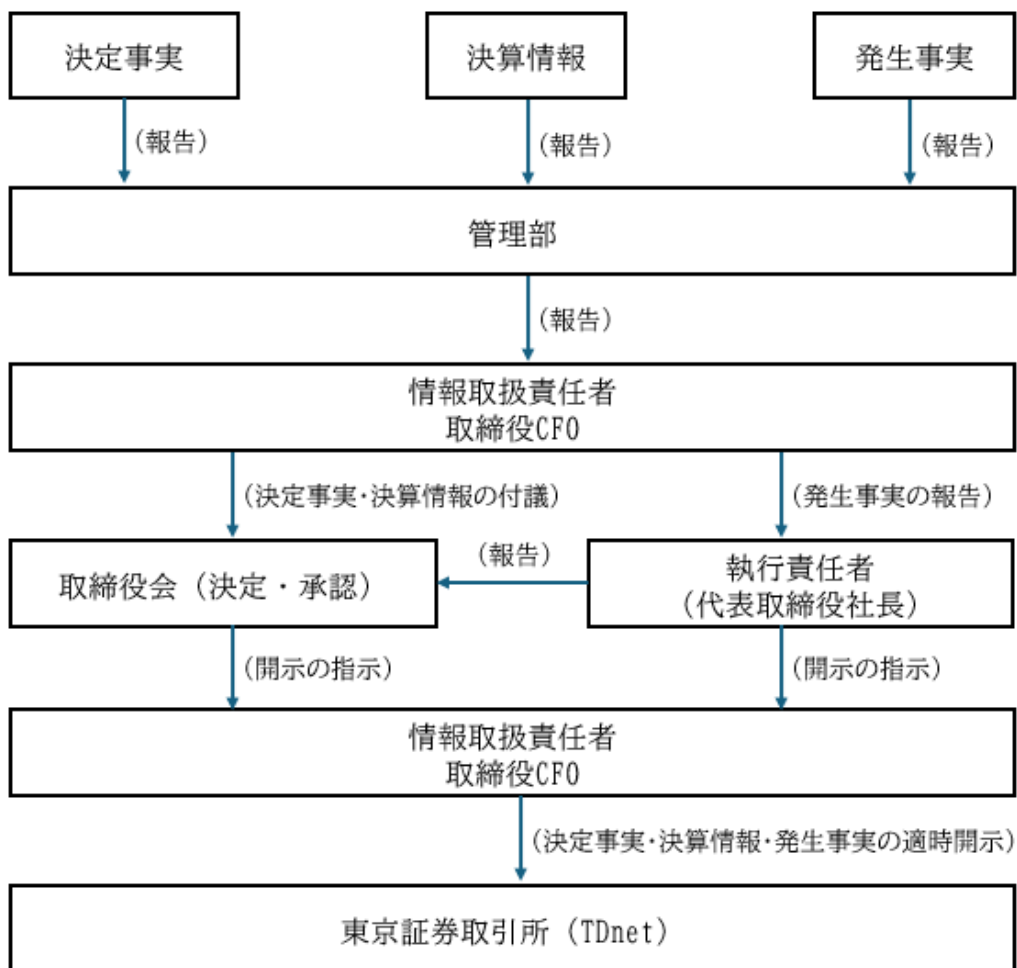 決定事実
決算情報
発生事実
(報告)
(報告)
(報告)
管理部
(報告)
情報取扱責任者
取締役CFO
(決定事実・決算情報の付議)
(発生事実の報告)
取締役会（決定・承認）
(報告)
執行責任者
(代表取締役社長)
(開示の指示)
(開示の指示)
情報取扱責任者
取締役CFO
(決定事実・決算情報・発生事実の適時開示)
東京証券取引所（TDnet）